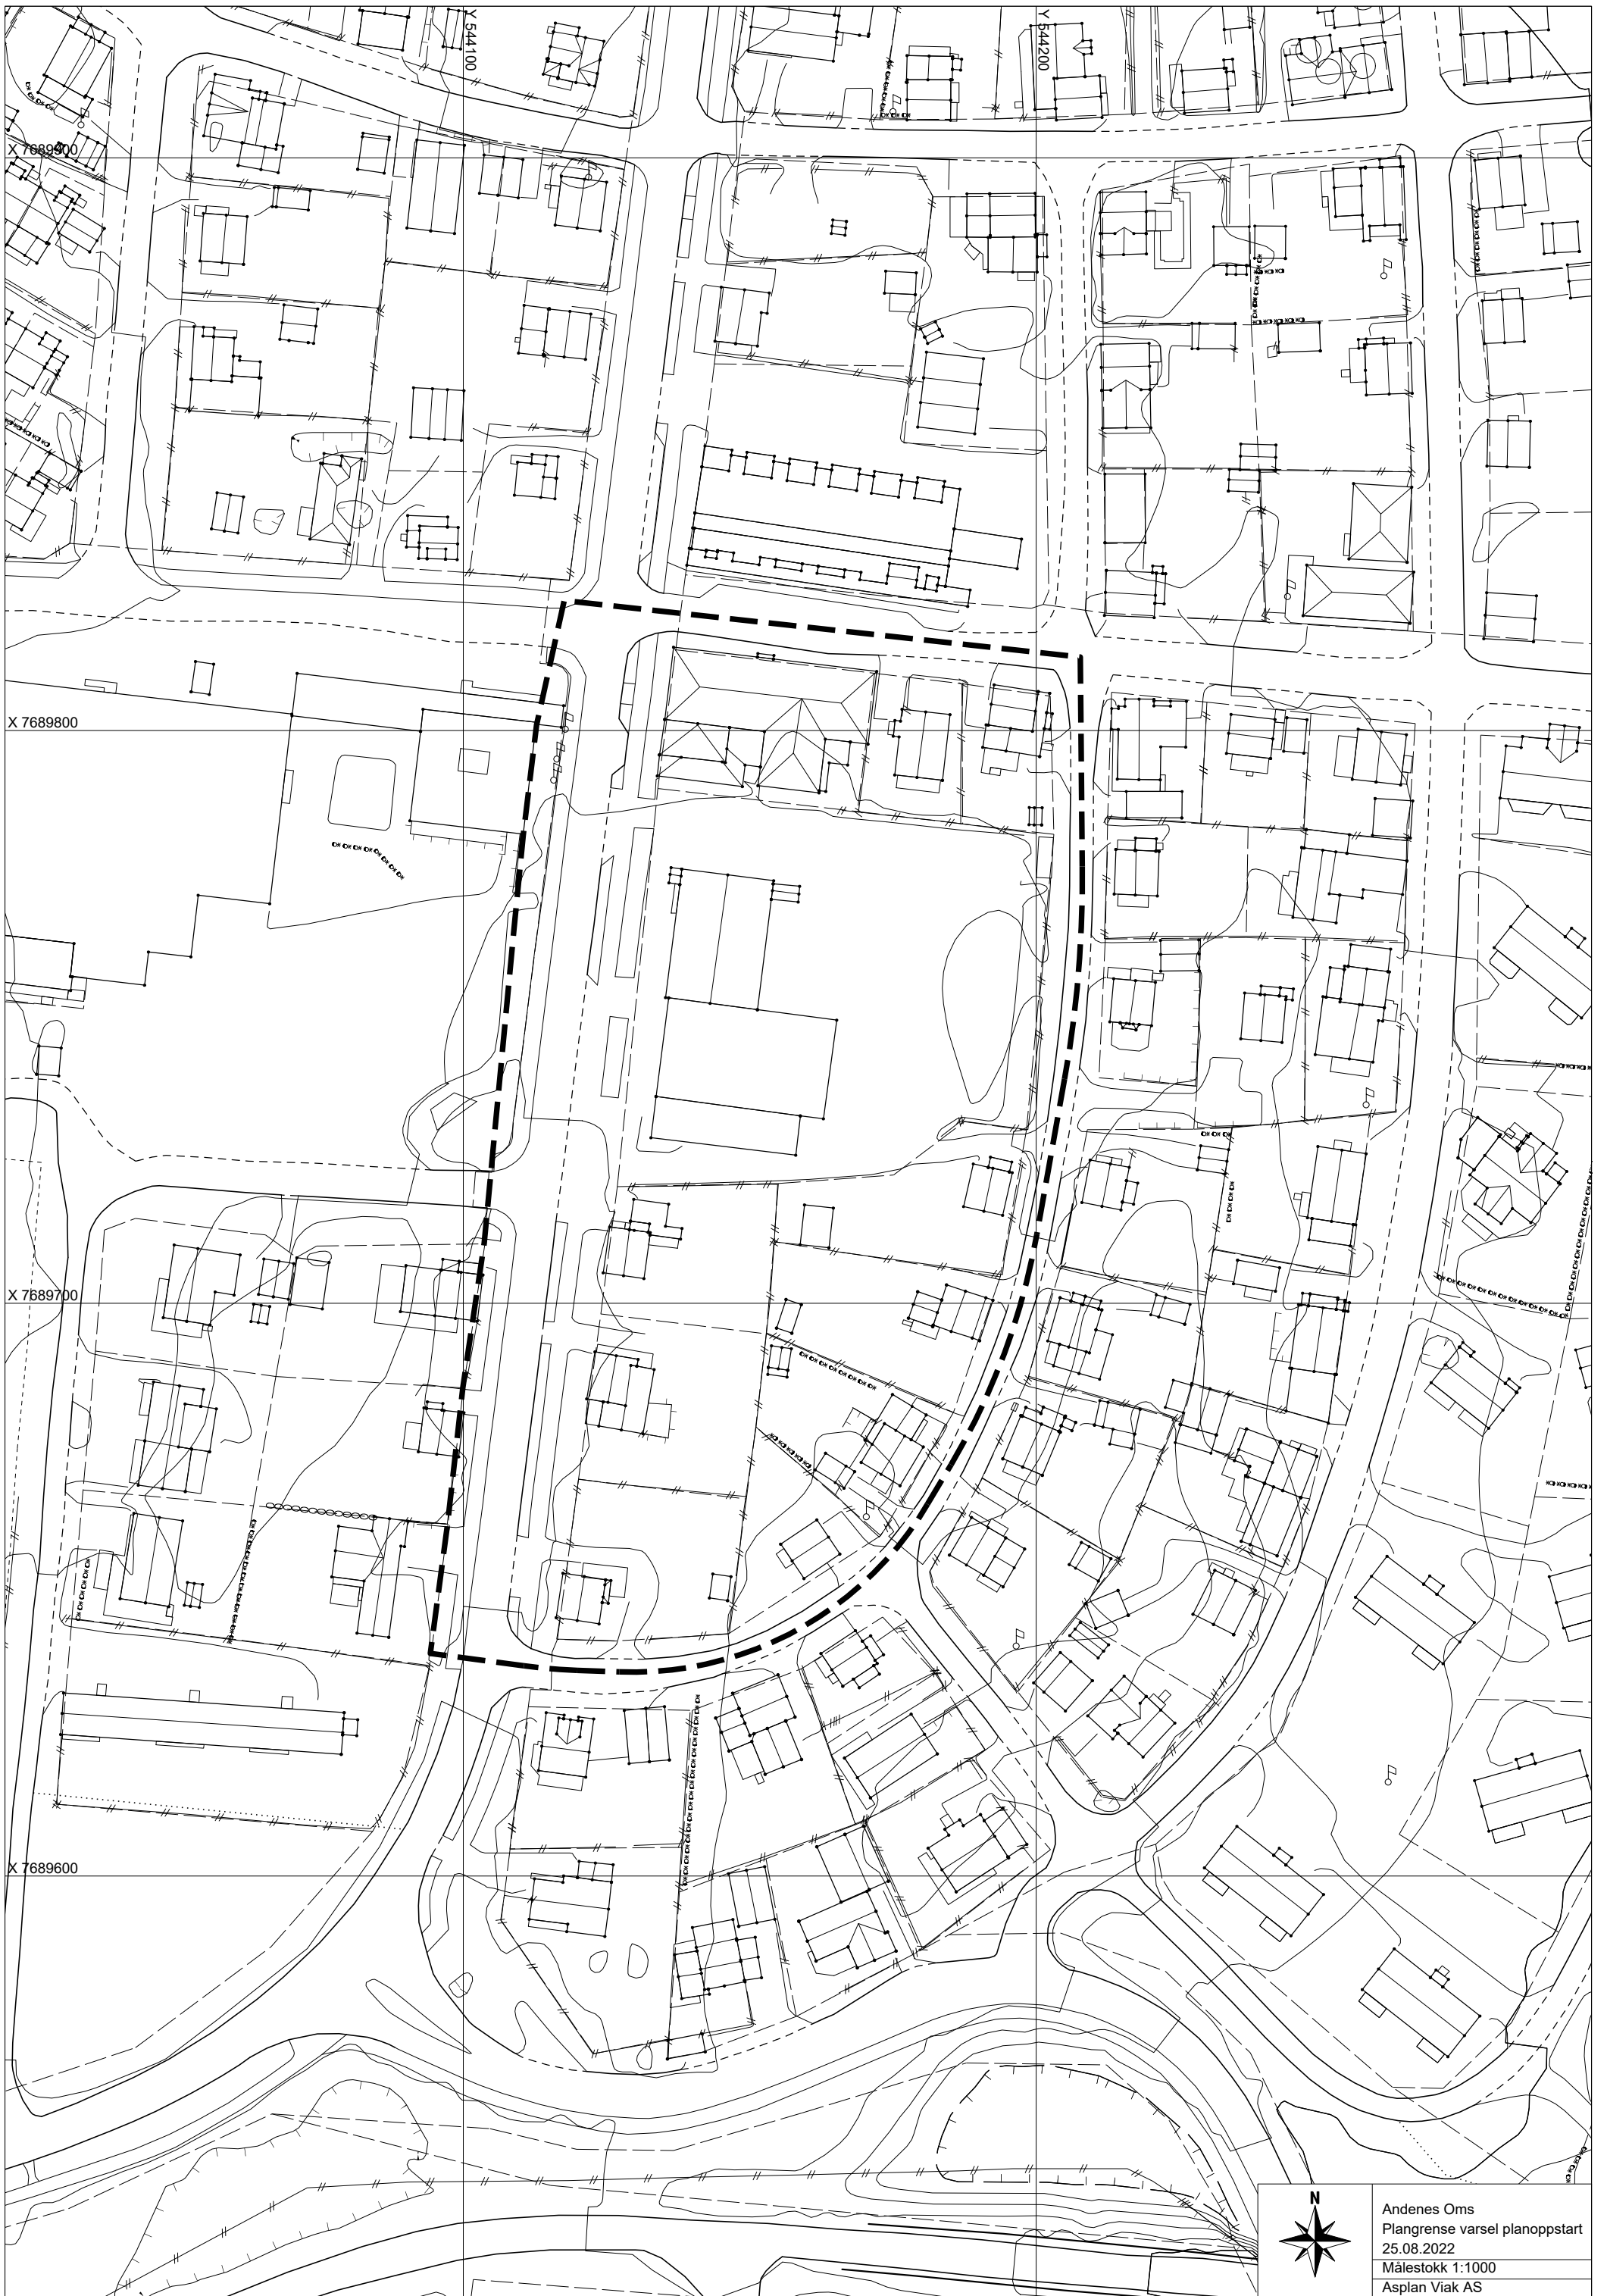 Y 544100
Y 544200
X 7689900
X 7689800
X 7689700
X 7689600
N
Andenes Oms
Plangrense varsel planoppstart
25.08.2022
Målestokk 1:1000
Asplan Viak AS